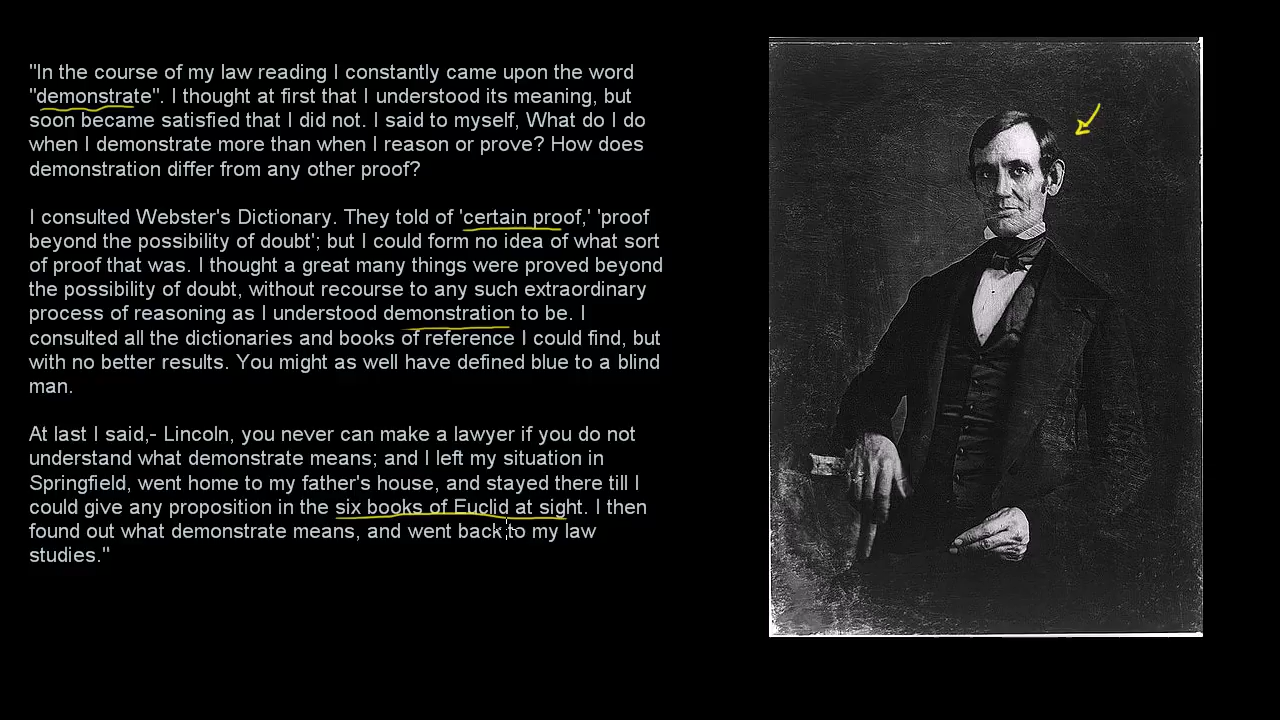 "In the course of my law reading I constantly came upon the word
"demonstrate". I thought at first that I understood its meaning, but
soon became satisfied that I did not. I said to myself, What do I do
when I demonstrate more than when I reason or prove? How does
demonstration differ from any other proof?
I consulted Webster's Dictionary. They told of 'certain proof,' 'proof
beyond the possibility of doubt'; but I could form no idea of what sort
of proof that was. I thought a great many things were proved beyond
the possibility of doubt, without recourse to any such extraordinary
process of reasoning as I understood demonstration to be. I
consulted all the dictionaries and books of reference I could find, but
with no better results. You might as well have defined blue to a blind
man.
At last I said,- Lincoln, you never can make a lawyer if you do not
understand what demonstrate means; and I left my situation in
Springfield, went home to my father's house, and stayed there till I
could give any proposition in the six books of Euclid at sight. I then
found out what demonstrate means, and went back to my law
studies."